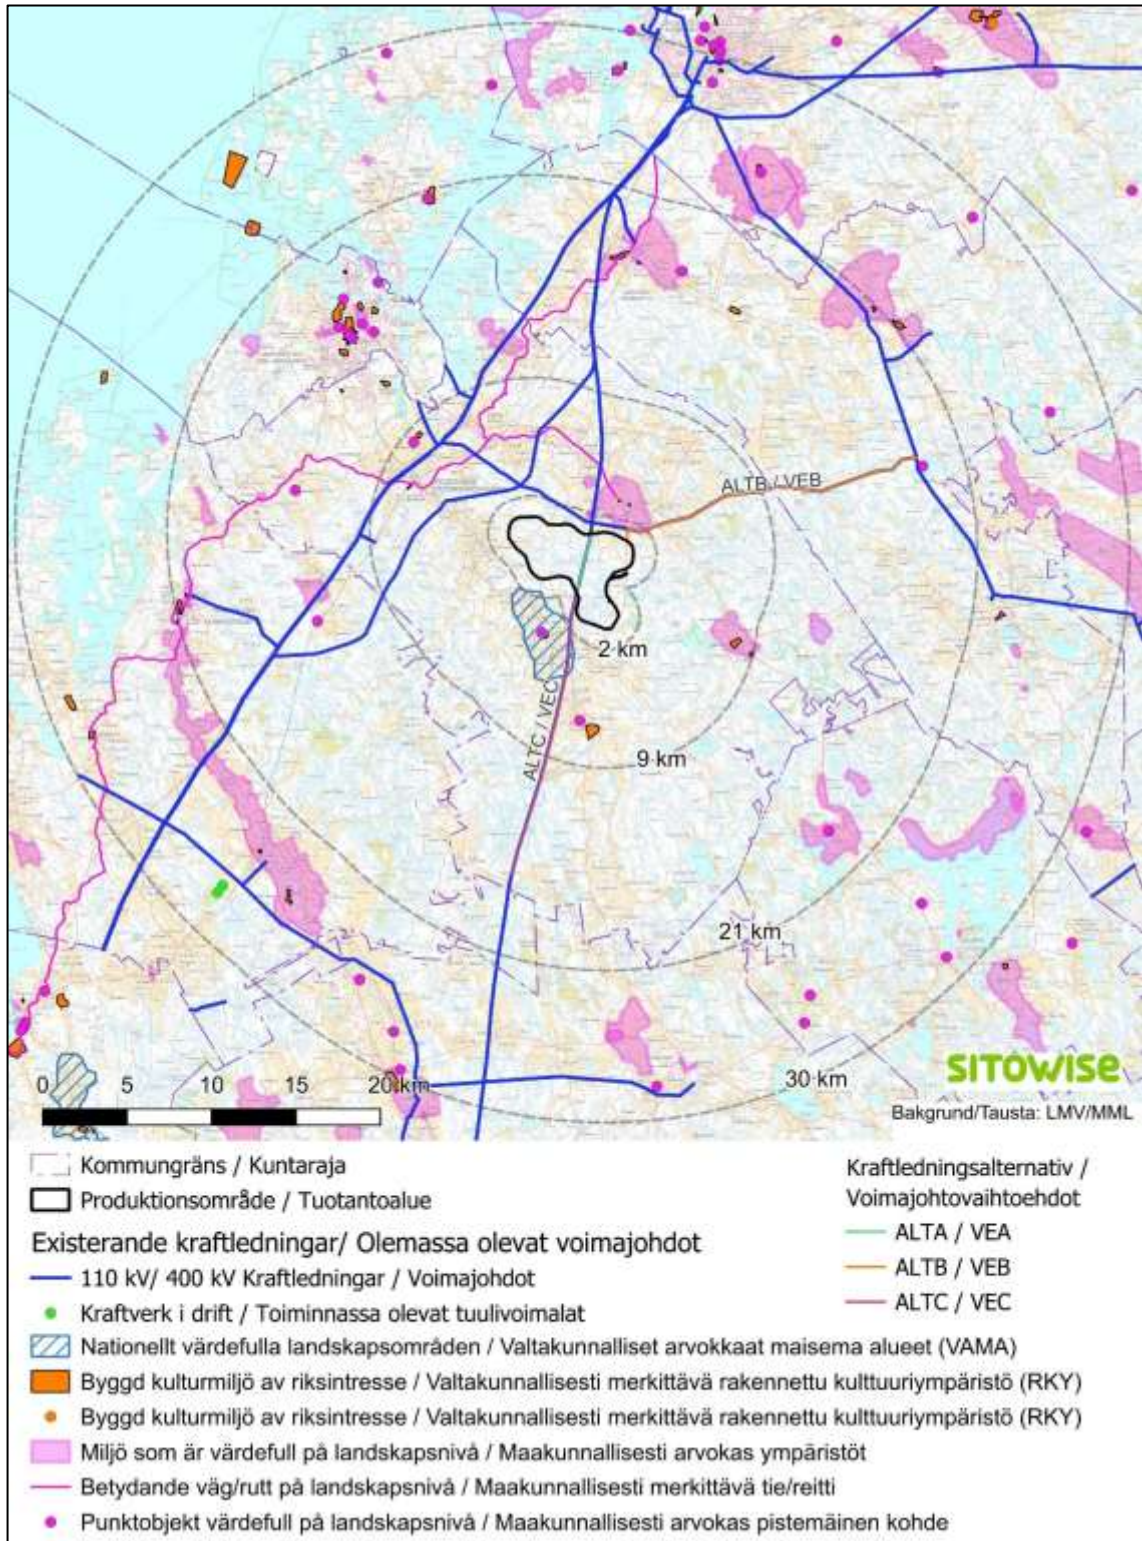 ALTB / VEB
2 km
ALTC / VEC
9 km
21 km
30 km
SITOWISE
0 5 10 15 20 km
Bakgrund/Tausta: LMV/MML
Kommungräns / Kuntaraja
Produktionsområde / Tuotantoalue
Existerande kraftledningar/ Olemassa olevat voimajohdot
110 kV/ 400 kV Kraftledningar / Voimajohdot
Kraftverk i drift / Toiminnassa olevat tuulivoimalat
Nationellt värdefulla landskapsområden / Valtakunnalliset arvokkaat maisema alueet (VAMA)
Byggd kulturmiljö av riksintresse / Valtakunnallisesti merkittävä rakennettu kulttuuriympäristö (RKY)
Byggd kulturmiljö av riksintresse / Valtakunnallisesti merkittävä rakennettu kulttuuriympäristö (RKY)
Miljö som är värdefull på landskapsnivå / Maakunnallisesti arvokas ympäristöt
Betydande väg/rutt på landskapsnivå / Maakunnallisesti merkittävä tie/reitti
Punktobjekt värdefull på landskapsnivå / Maakunnallisesti arvokas pistemäinen kohde
Kraftledningsalternativ /
Voimajohtovaihtoehdot
ALTA / VEA
ALTB / VEB
ALTC / VEC